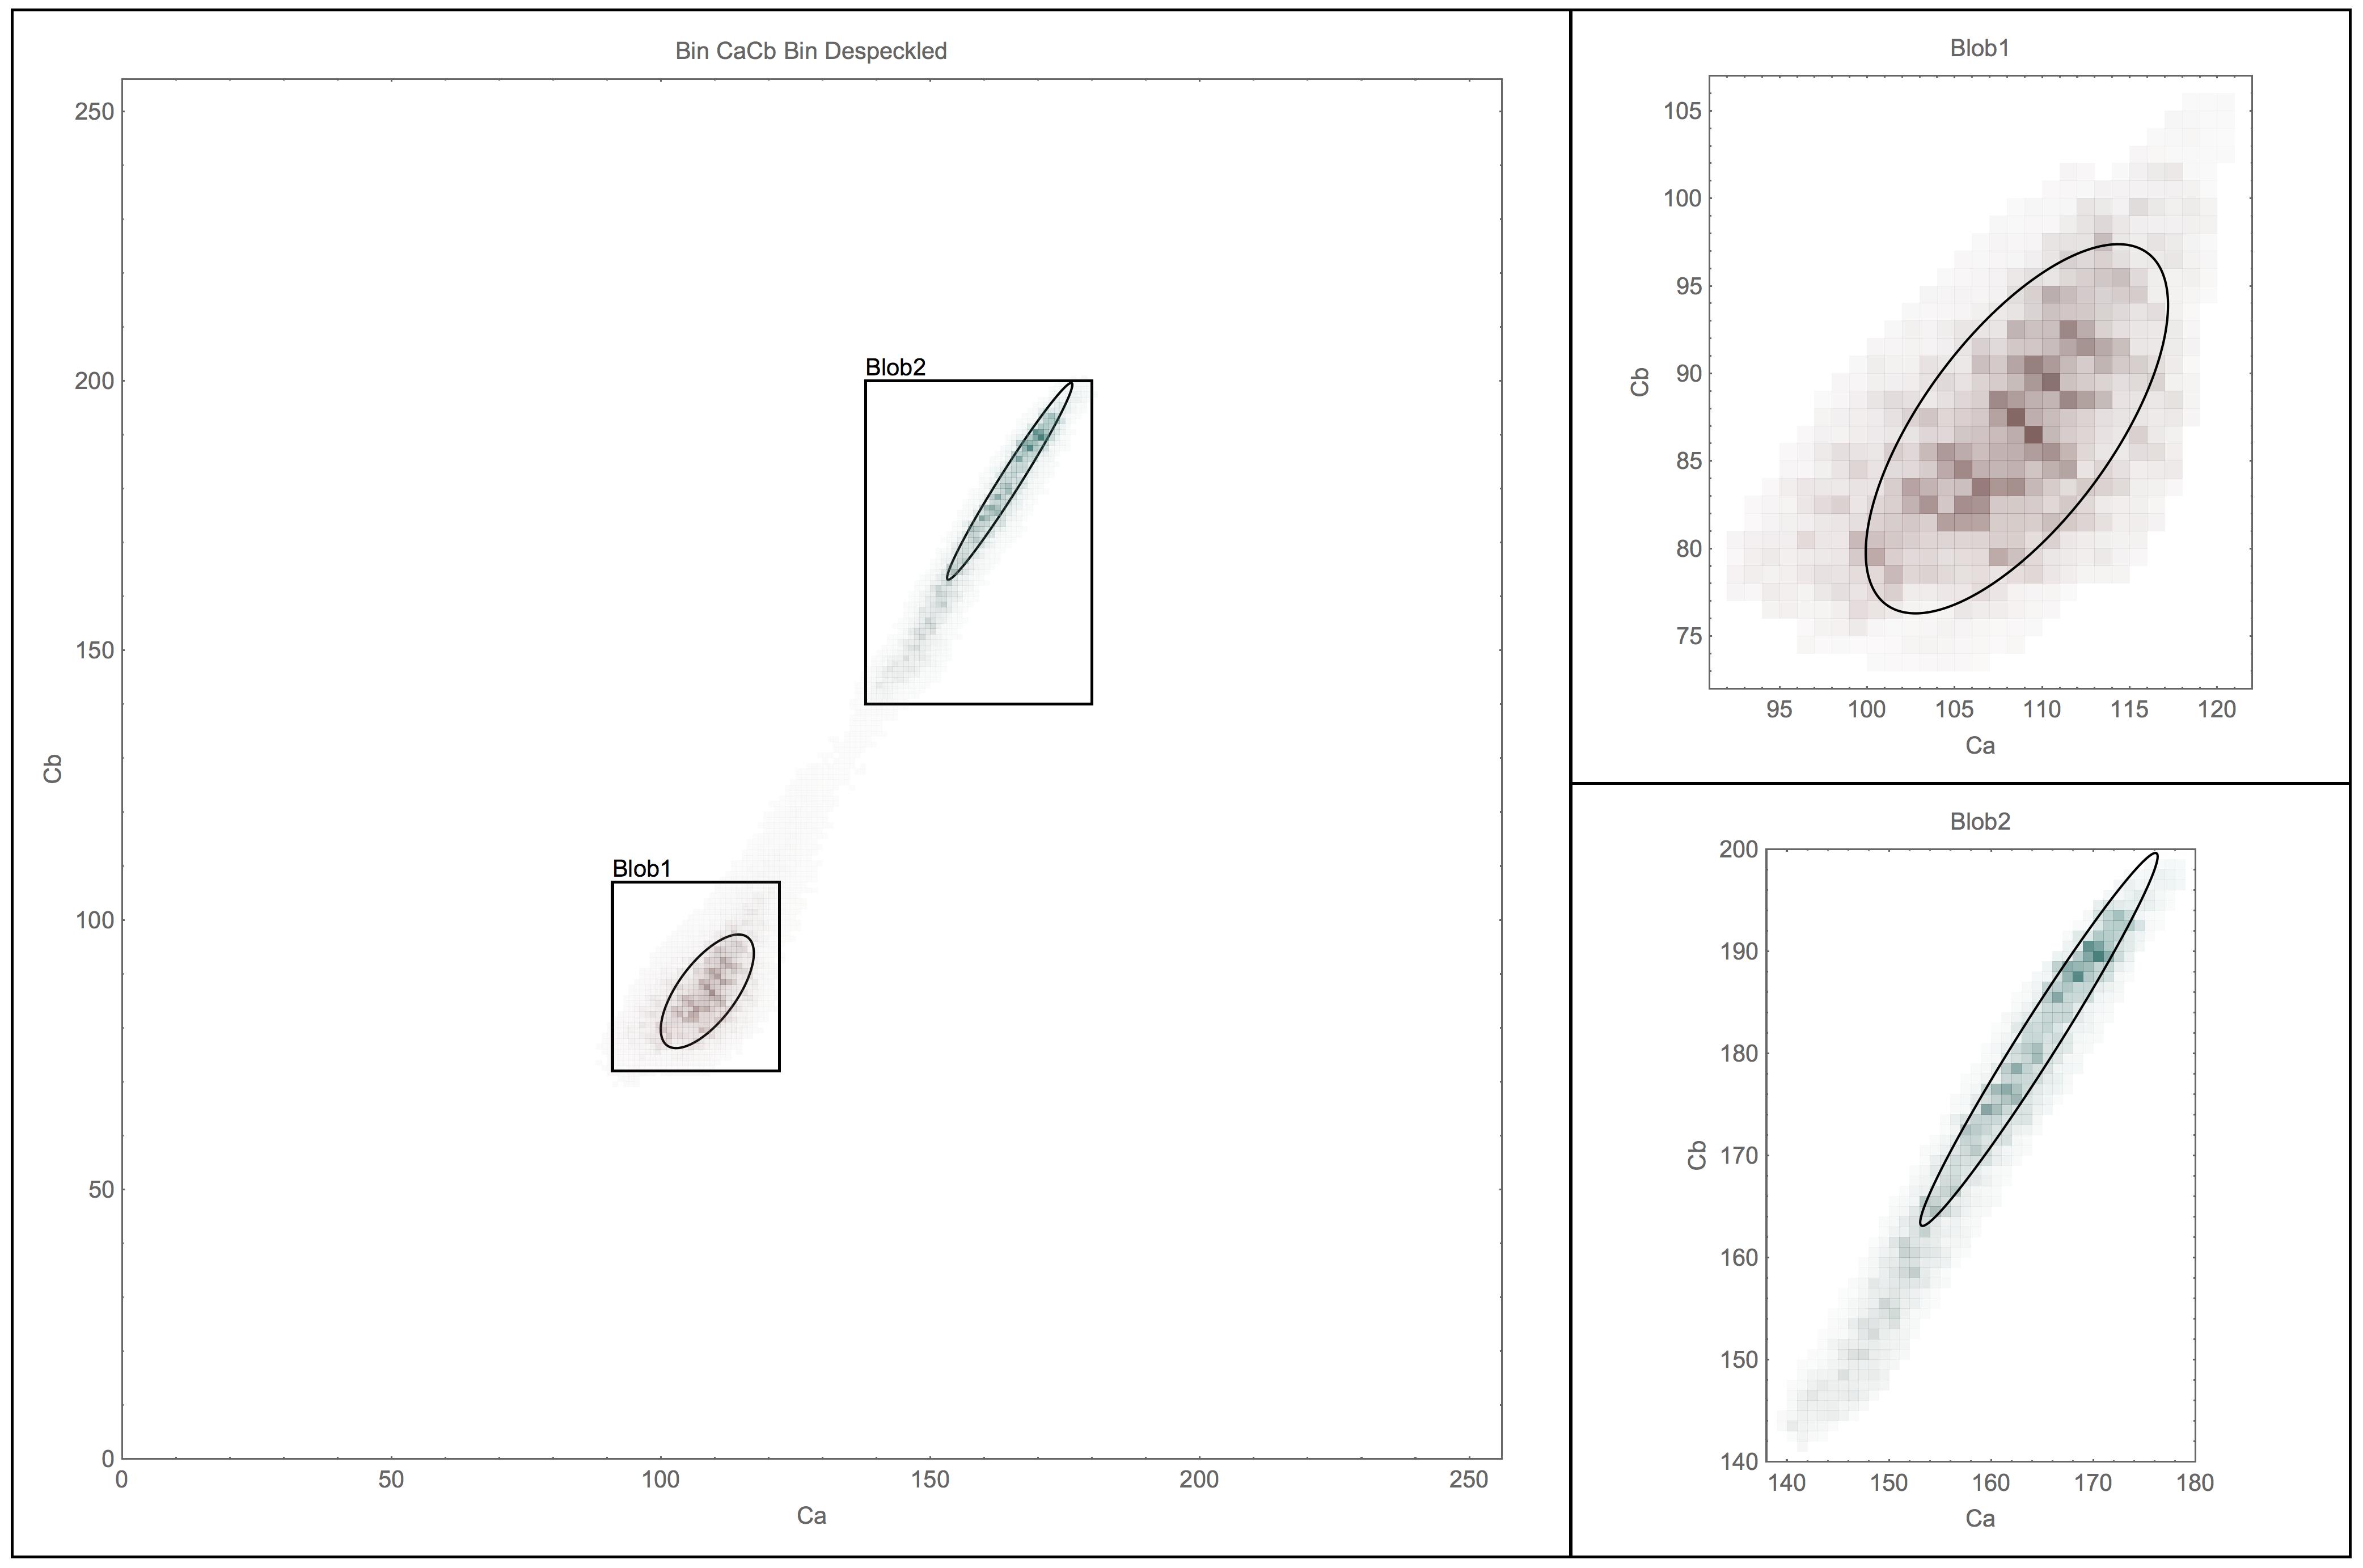 Bin CaCb Bin Despeckled
250
200
150
100
50
0
Cb
Blob2
Blob1
0 50 100 150 200 250
Ca
Blob1
105
100
95
90
85
80
75
Cb
95 100 105 110 115 120
Ca
Blob2
200
190
180
170
160
150
140
Cb
140 150 160 170 180
Ca